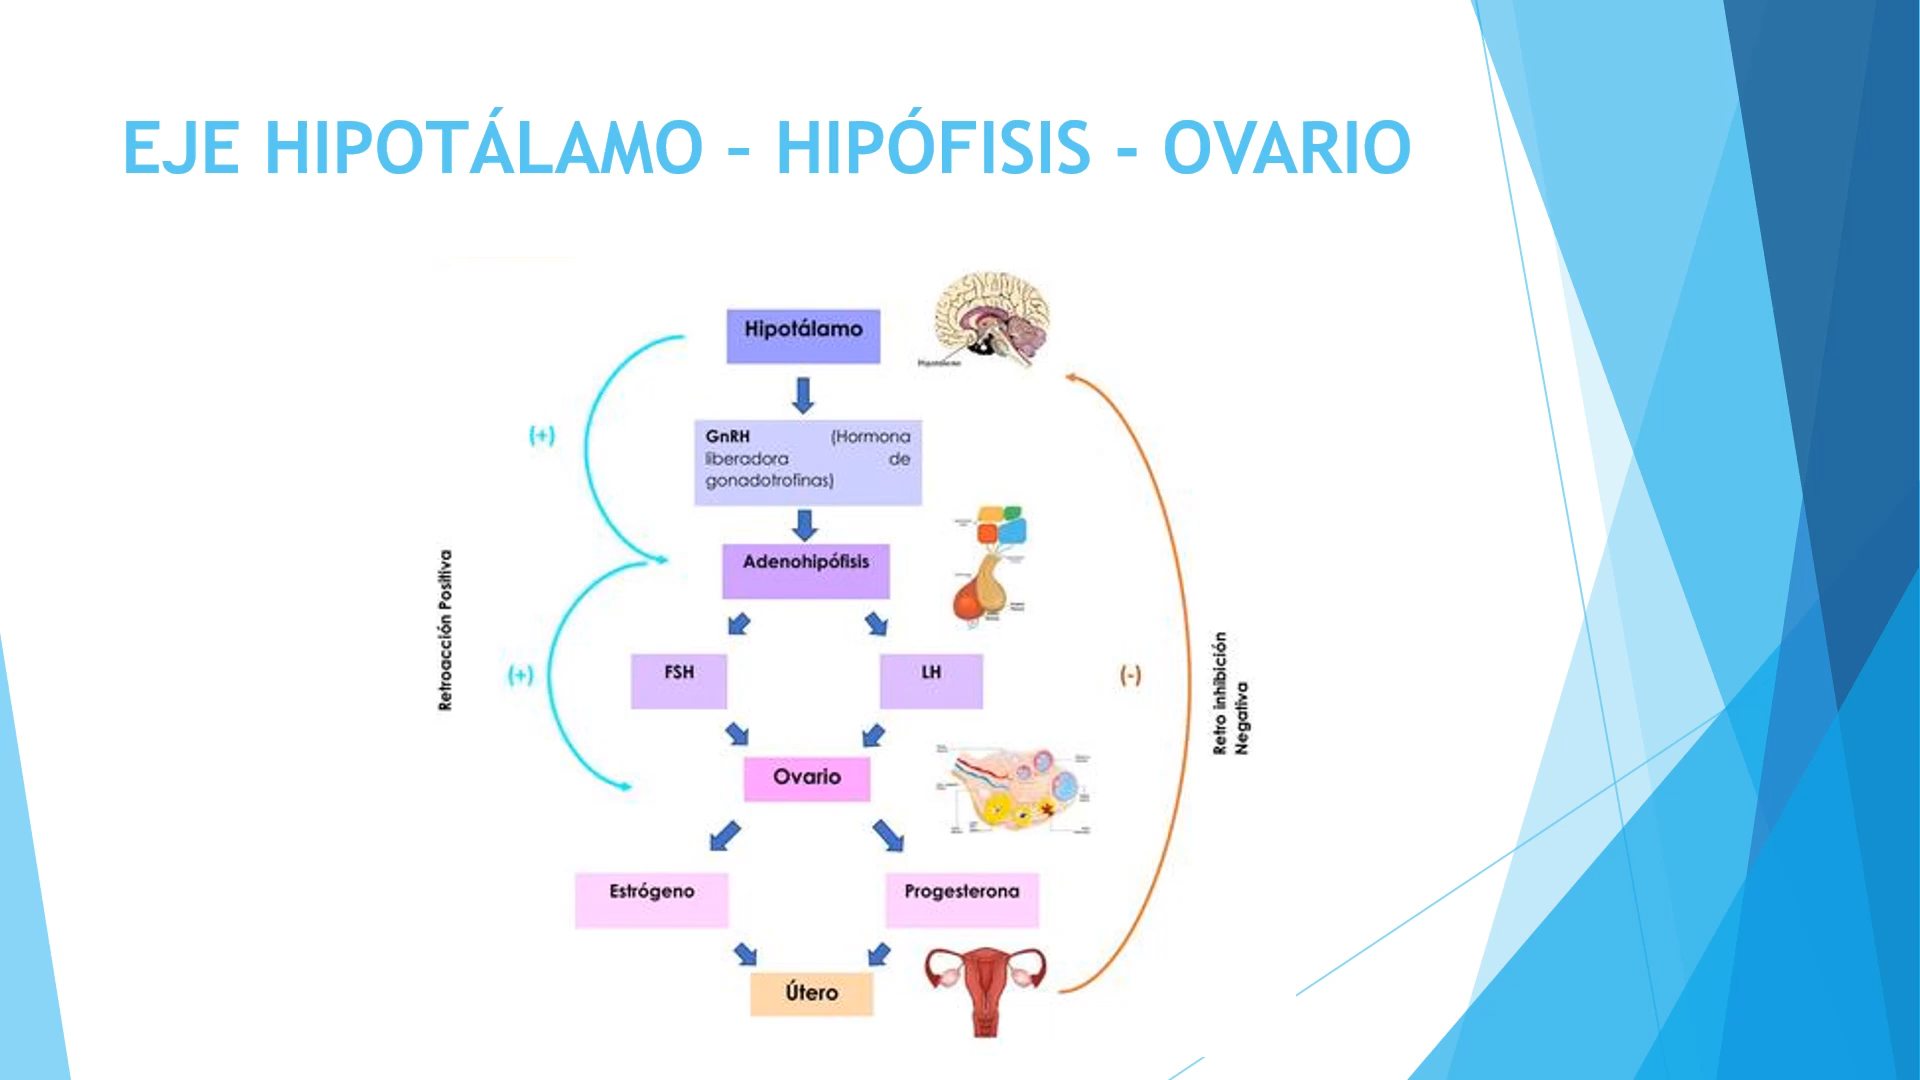 EJE HIPOTÁLAMO – HIPÓFISIS - OVARIO
Hipotálamo
Hipotálamo
(+)
GnRH (Hormona
liberadora de
gonadotrofinas)
Adenohipófisis
Retroacción Positiva
FSH
LH
(+)
(-)
Retro inhibición
Negativa
Ovario
Estrógeno
Progesterona
Útero